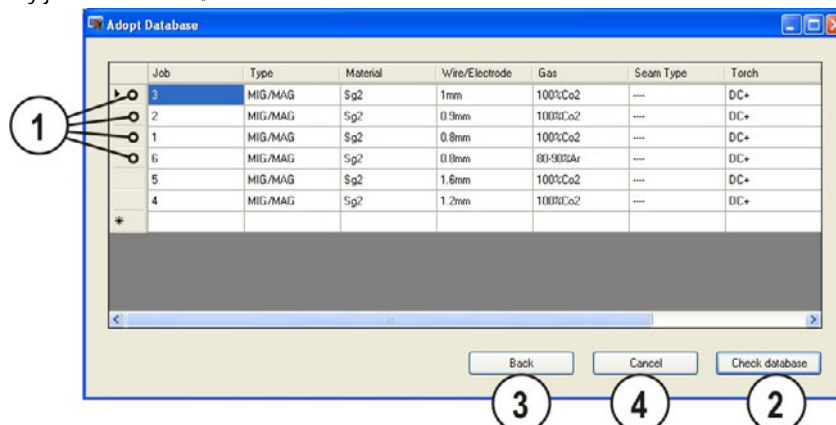 Adopt Database
Job Type Material Wire/Electrode Gas Seam Type Torch
3 MIG/MAG Sg2 1mm 100%Co2 ---- DC+
2 MIG/MAG Sg2 0.9mm 100%Co2 ---- DC+
1 MIG/MAG Sg2 0.8mm 100%Co2 ---- DC+
6 MIG/MAG Sg2 0.8mm 80-90%Ar ---- DC+
5 MIG/MAG Sg2 1.6mm 100%Co2 ---- DC+
4 MIG/MAG Sg2 1.2mm 100%Co2 ---- DC+
*
1
Back Cancel Check database
3 4 2